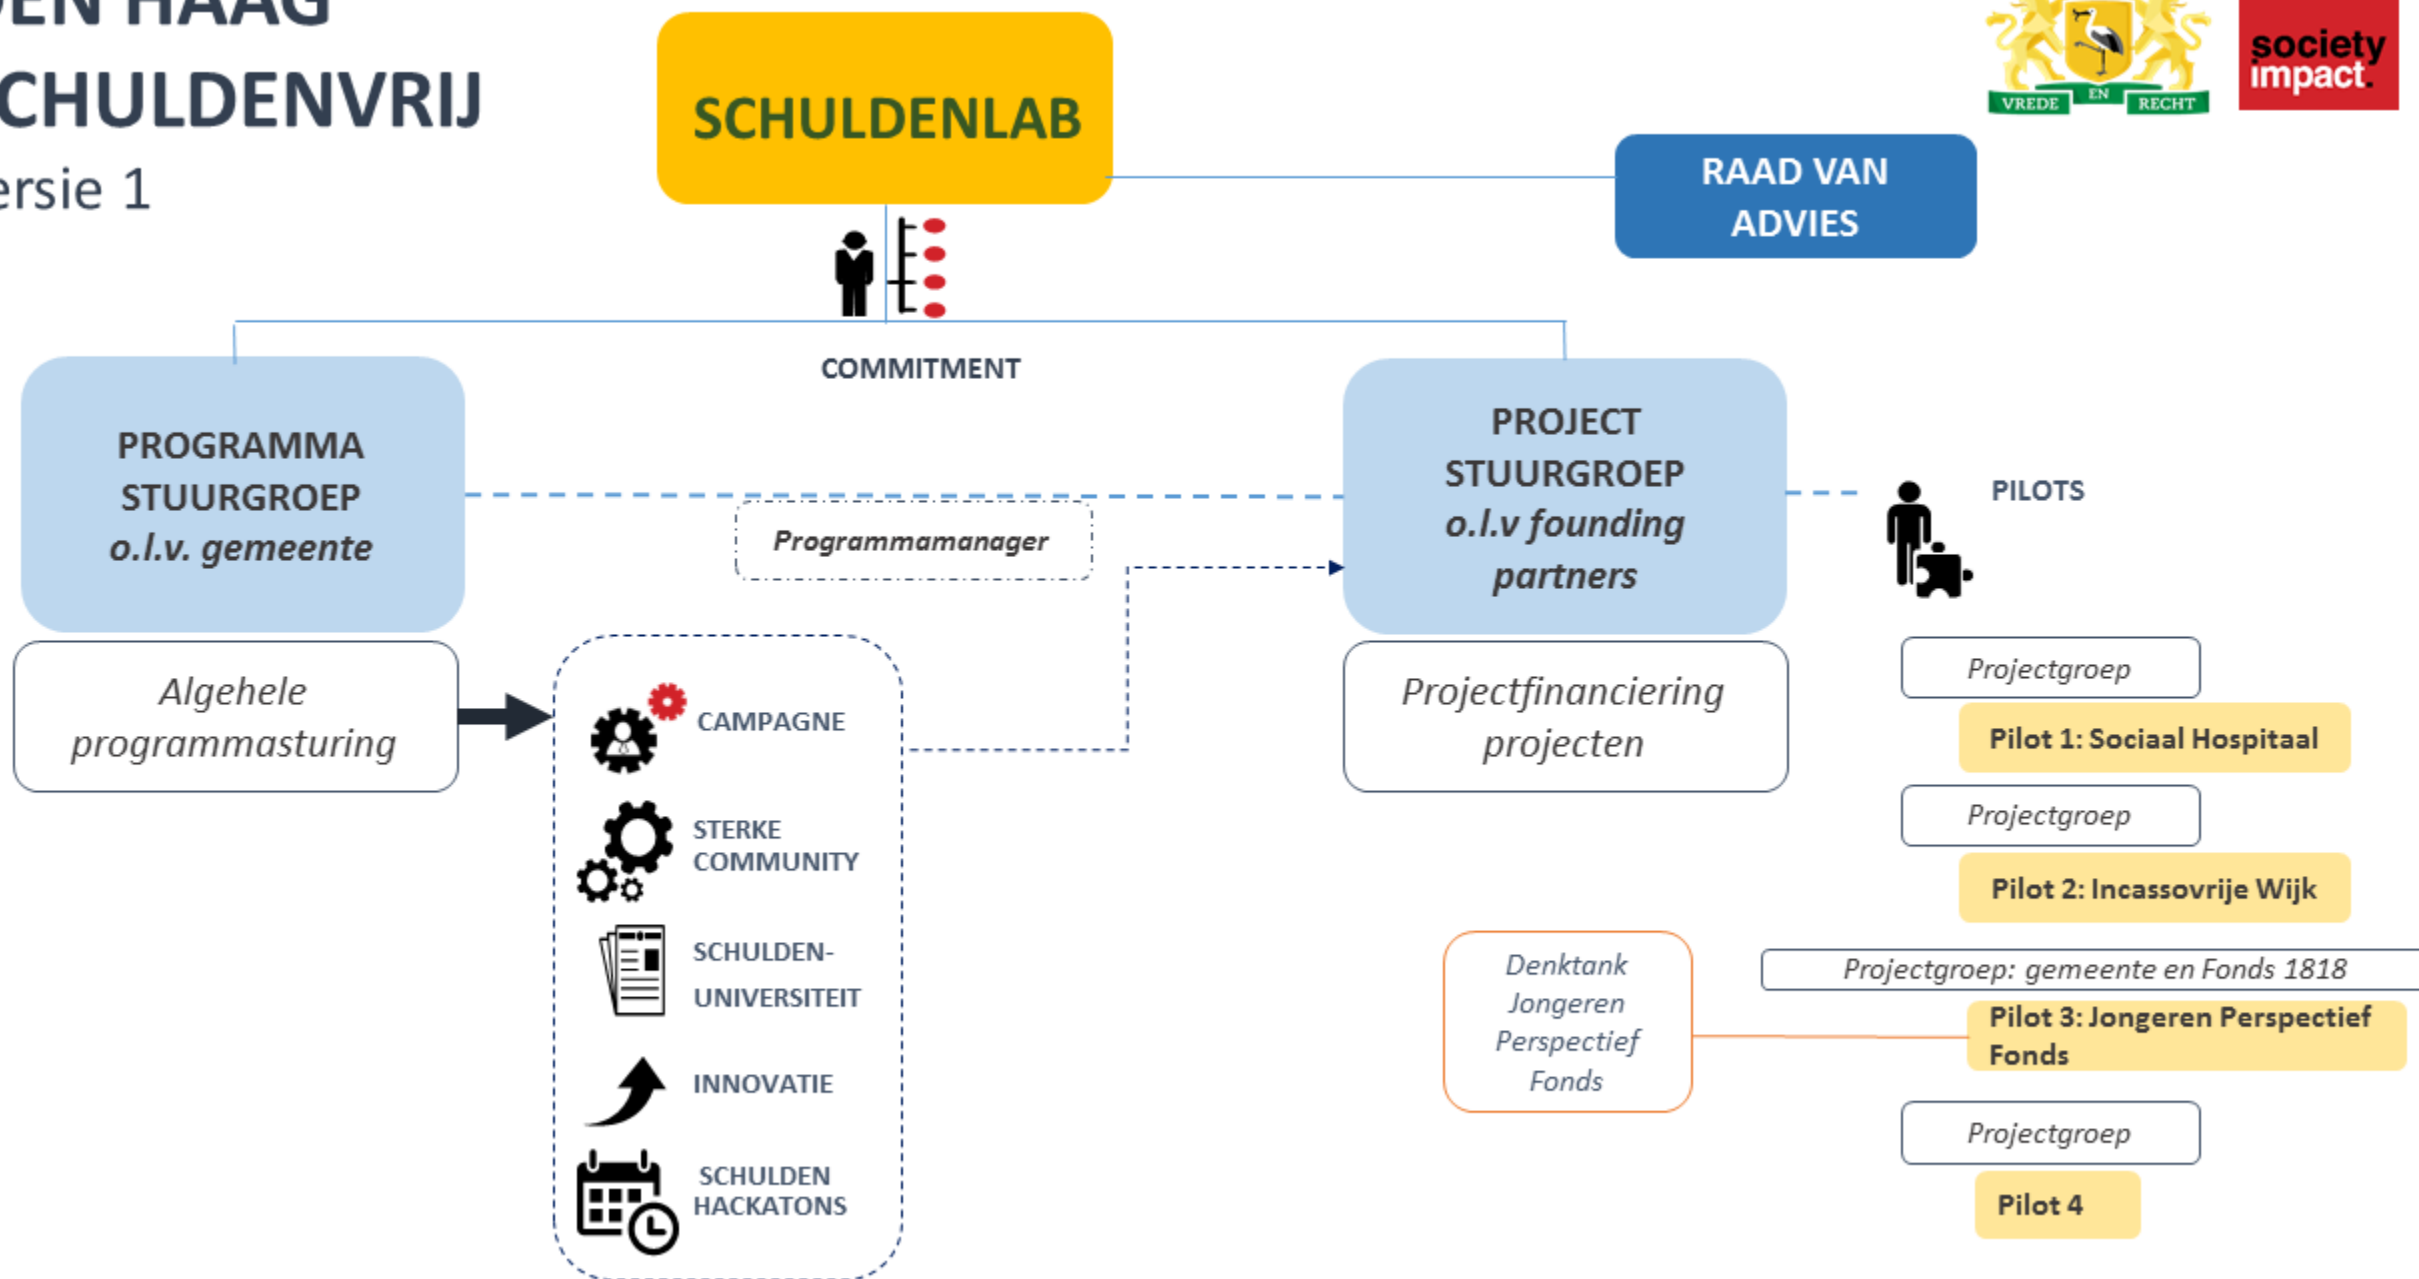 DEN HAAG
CHULDENVRIJ
ersie 1
SCHULDENLAB
VREDE EN RECHT
society
impact.
RAAD VAN
ADVIES
COMMITMENT
PROGRAMMA
STUURGROEP
o.l.v. gemeente
Programmamanager
PROJECT
STUURGROEP
o.l.v founding
partners
PILOTS
Algehele
programmasturing
CAMPAGNE
STERKE
COMMUNITY
SCHULDEN-
UNIVERSITEIT
INNOVATIE
SCHULDEN
HACKATONS
Projectfinanciering
projecten
Projectgroep
Pilot 1: Sociaal Hospitaal
Projectgroep
Pilot 2: Incassovrije Wijk
Denktank
Jongeren
Perspectief
Fonds
Projectgroep: gemeente en Fonds 1818
Pilot 3: Jongeren Perspectief
Fonds
Projectgroep
Pilot 4